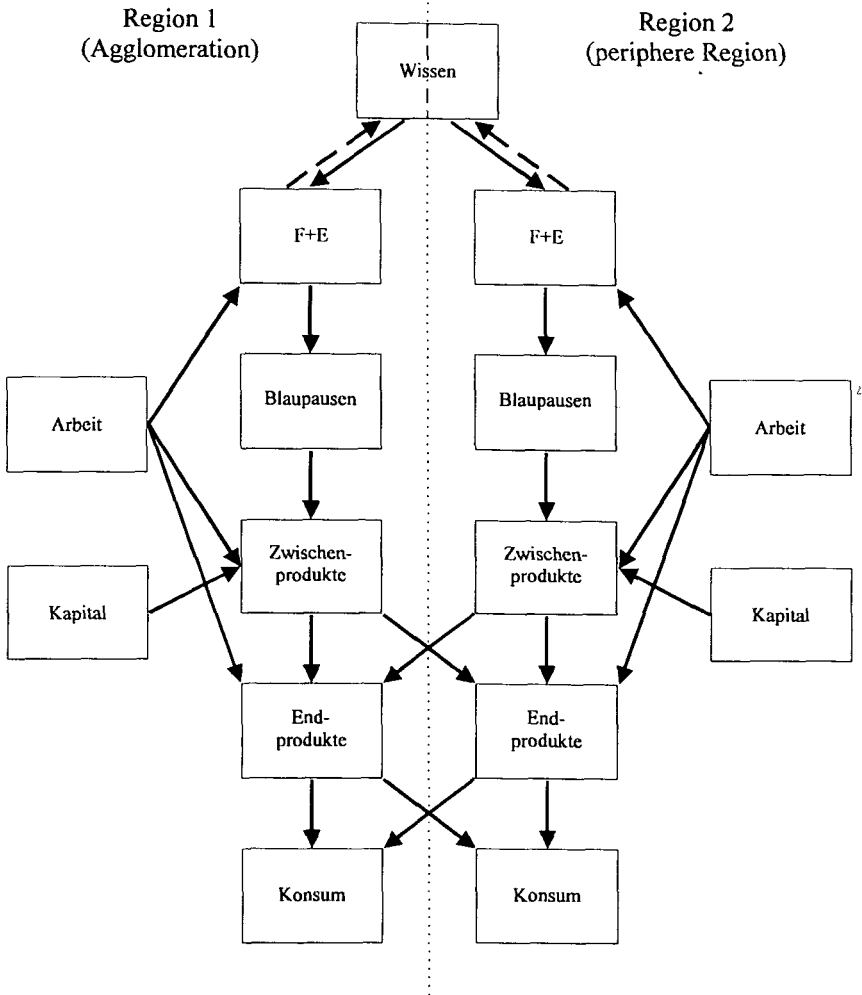 Region 1
(Agglomeration)
Region 2
(periphere Region)
Wissen
F+E
F+E
Blaupausen
Blaupausen
Arbeit
Arbeit
Zwischen-
produkte
Zwischen-
produkte
Kapital
Kapital
End-
produkte
End-
produkte
Konsum
Konsum